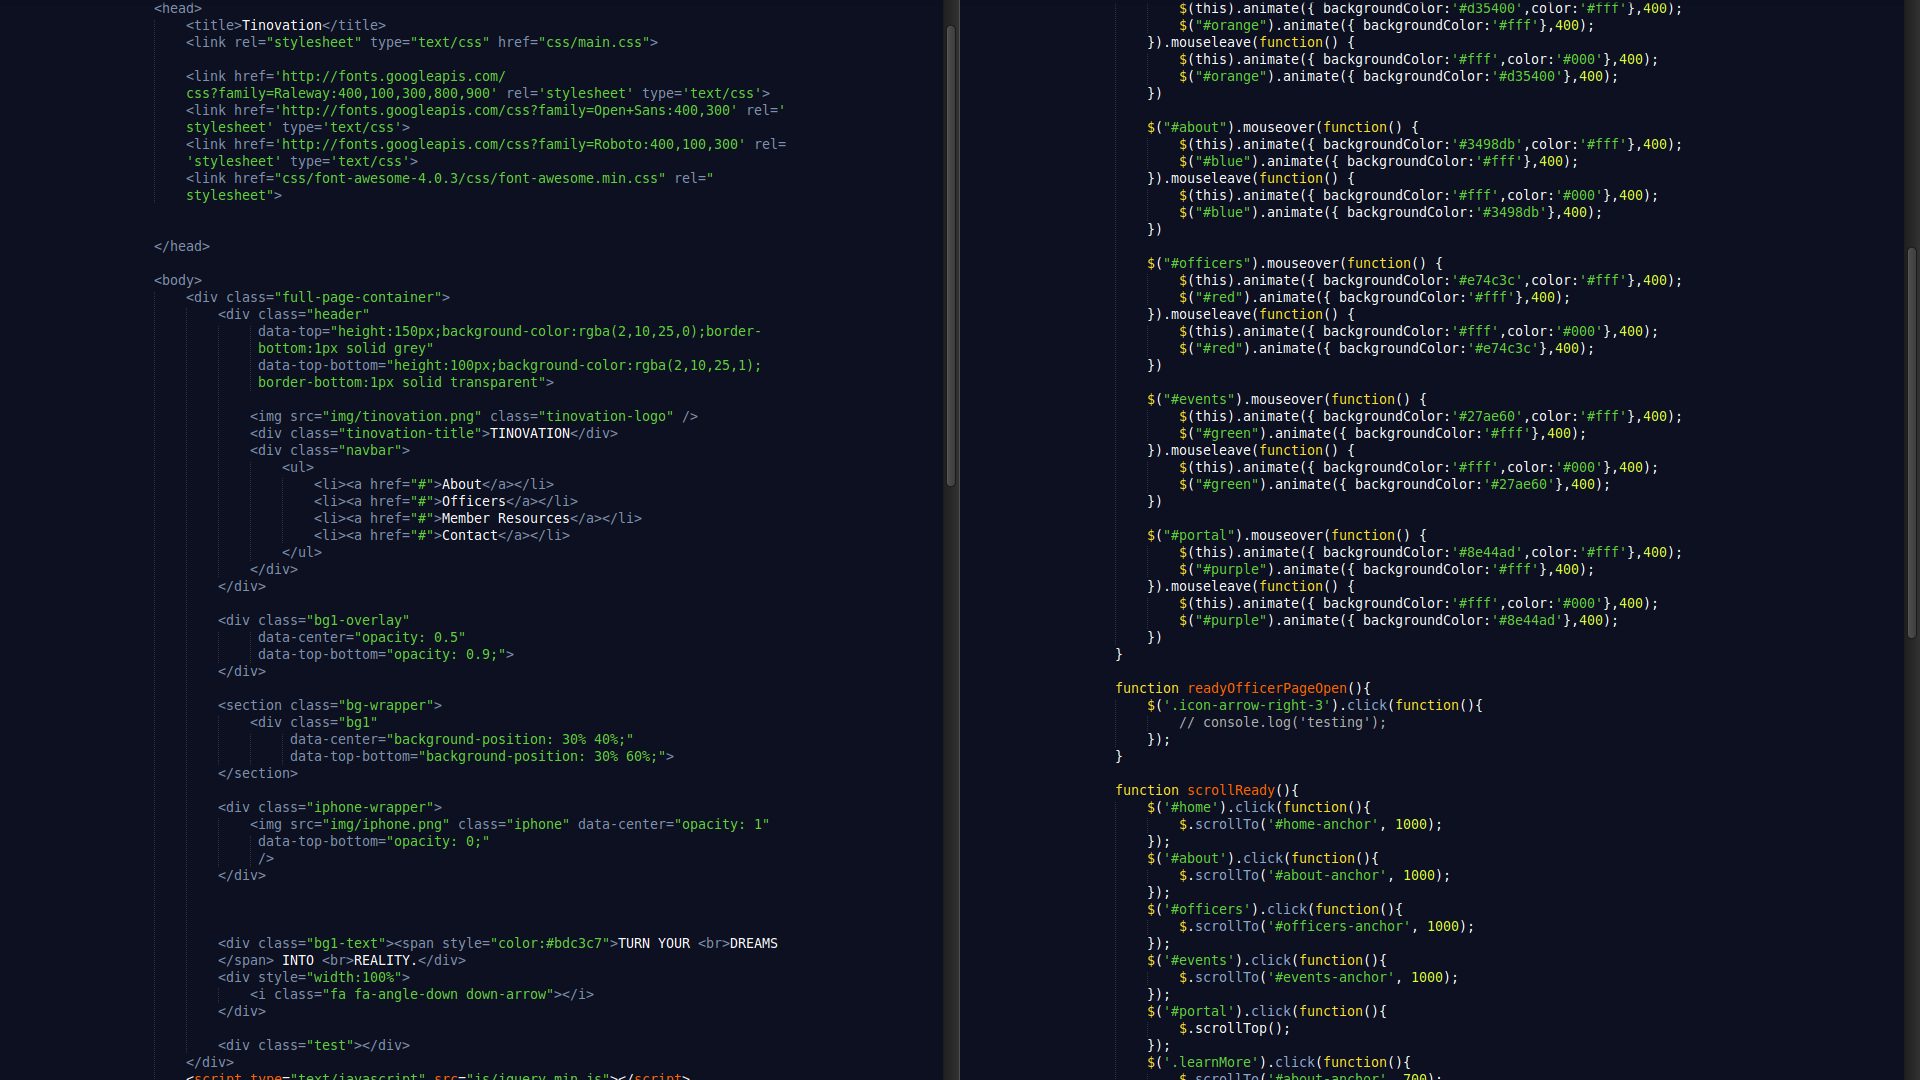 <head>
<title>Tinovation</title>
<link rel="stylesheet" type="text/css" href="css/main.css">
<link href='http://fonts.googleapis.com/
css?family=Raleway:400,100,300,800,900' rel='stylesheet' type='text/css'>
<link href='http://fonts.googleapis.com/css?family=Open+Sans:400,300' rel='
stylesheet' type='text/css'>
<link href='http://fonts.googleapis.com/css?family=Roboto:400,100,300' rel=
'stylesheet' type='text/css'>
<link href="css/font-awesome-4.0.3/css/font-awesome.min.css" rel="
stylesheet">
</head>
<body>
<div class="full-page-container">
<div class="header"
data-top="height:150px;background-color:rgba(2,10,25,0);border-
bottom:1px solid grey"
data-top-bottom="height:100px;background-color:rgba(2,10,25,1);
border-bottom:1px solid transparent">
<img src="img/tinovation.png" class="tinovation-logo" />
<div class="tinovation-title">TINOVATION</div>
<div class="navbar">
<ul>
<li><a href="#">About</a></li>
<li><a href="#">Officers</a></li>
<li><a href="#">Member Resources</a></li>
<li><a href="#">Contact</a></li>
</ul>
</div>
</div>
<div class="bg1-overlay"
data-center="opacity: 0.5"
data-top-bottom="opacity: 0.9;">
</div>
<section class="bg-wrapper">
<div class="bg1"
data-center="background-position: 30% 40%;"
data-top-bottom="background-position: 30% 60%;">
</section>
<div class="iphone-wrapper">
<img src="img/iphone.png" class="iphone" data-center="opacity: 1"
data-top-bottom="opacity: 0;"
/>
</div>
<div class="bg1-text"><span style="color:#bdc3c7">TURN YOUR <br>DREAMS
</span> INTO <br>REALITY.</div>
<div style="width:100%">
<i class="fa fa-angle-down down-arrow"></i>
</div>
<div class="test"></div>
</div>
<script type="text/javascript" src="js/jquery.min.js"></script>
$(this).animate({ backgroundColor:'#d35400',color:'#fff'},400);
$("#orange").animate({ backgroundColor:'#fff'},400);
}).mouseleave(function() {
$(this).animate({ backgroundColor:'#fff',color:'#000'},400);
$("#orange").animate({ backgroundColor:'#d35400'},400);
})
$("#about").mouseover(function() {
$(this).animate({ backgroundColor:'#3498db',color:'#fff'},400);
$("#blue").animate({ backgroundColor:'#fff'},400);
}).mouseleave(function() {
$(this).animate({ backgroundColor:'#fff',color:'#000'},400);
$("#blue").animate({ backgroundColor:'#3498db'},400);
})
$("#officers").mouseover(function() {
$(this).animate({ backgroundColor:'#e74c3c',color:'#fff'},400);
$("#red").animate({ backgroundColor:'#fff'},400);
}).mouseleave(function() {
$(this).animate({ backgroundColor:'#fff',color:'#000'},400);
$("#red").animate({ backgroundColor:'#e74c3c'},400);
})
$("#events").mouseover(function() {
$(this).animate({ backgroundColor:'#27ae60',color:'#fff'},400);
$("#green").animate({ backgroundColor:'#fff'},400);
}).mouseleave(function() {
$(this).animate({ backgroundColor:'#fff',color:'#000'},400);
$("#green").animate({ backgroundColor:'#27ae60'},400);
})
$("#portal").mouseover(function() {
$(this).animate({ backgroundColor:'#8e44ad',color:'#fff'},400);
$("#purple").animate({ backgroundColor:'#fff'},400);
}).mouseleave(function() {
$(this).animate({ backgroundColor:'#fff',color:'#000'},400);
$("#purple").animate({ backgroundColor:'#8e44ad'},400);
})
}
function readyOfficerPageOpen(){
$('.icon-arrow-right-3').click(function(){
// console.log('testing');
});
}
function scrollReady(){
$('#home').click(function(){
$.scrollTo('#home-anchor', 1000);
});
$('#about').click(function(){
$.scrollTo('#about-anchor', 1000);
});
$('#officers').click(function(){
$.scrollTo('#officers-anchor', 1000);
});
$('#events').click(function(){
$.scrollTo('#events-anchor', 1000);
});
$('#portal').click(function(){
$.scrollTop();
});
$('.learnMore').click(function(){
$.scrollTo('#about-anchor', 700);